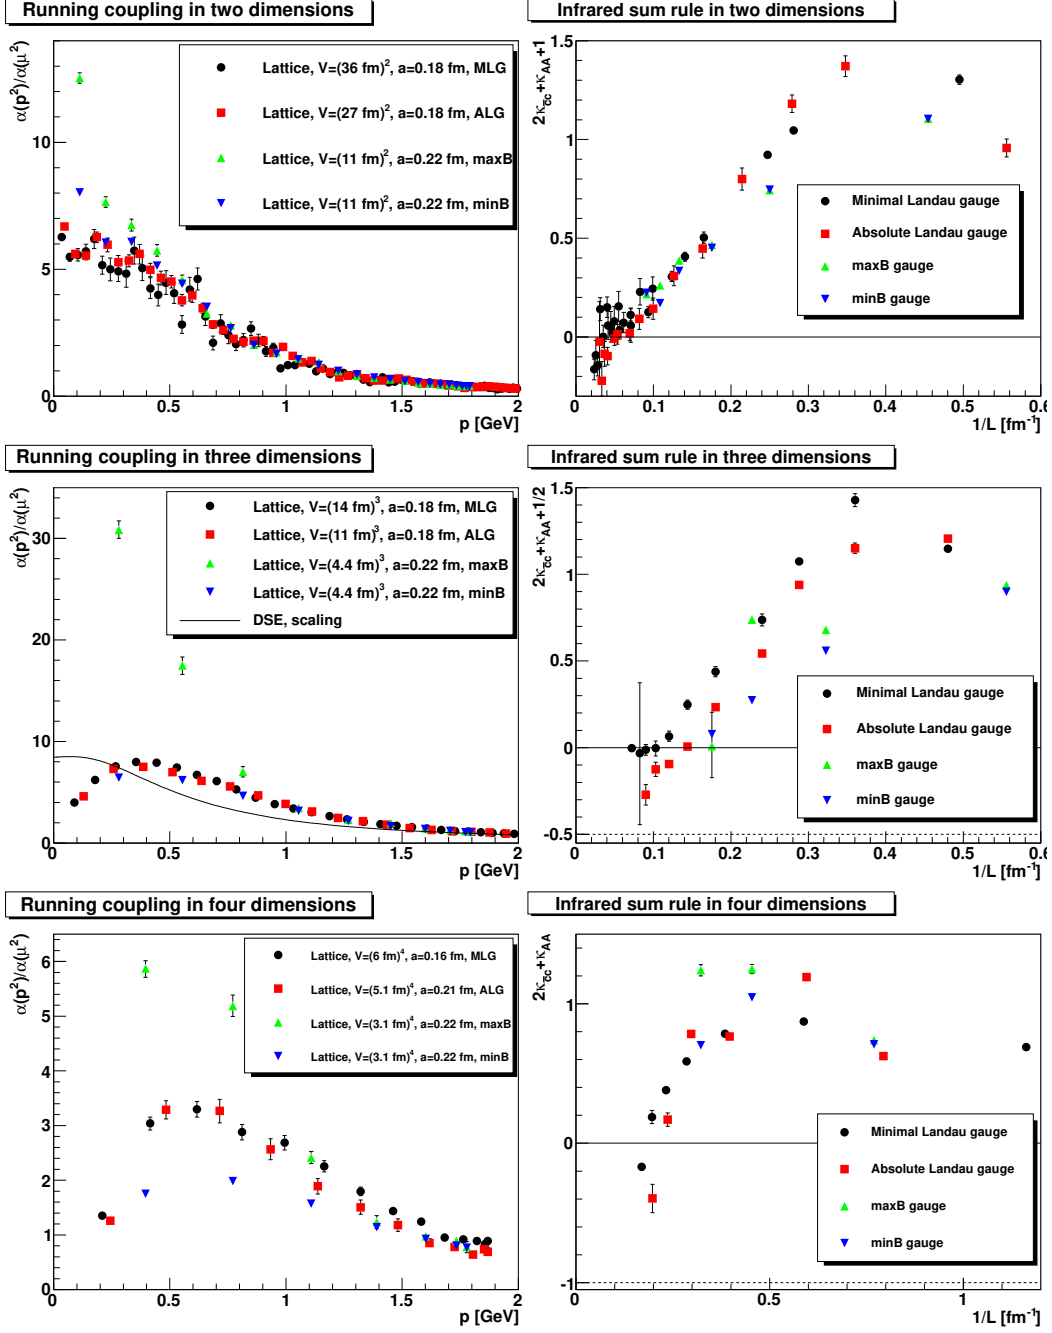 Running coupling in two dimensions
α(p²)/α(μ²)
Lattice, V=(36 fm)², a=0.18 fm, MLG
Lattice, V=(27 fm)², a=0.18 fm, ALG
Lattice, V=(11 fm)², a=0.22 fm, maxB
Lattice, V=(11 fm)², a=0.22 fm, minB
10
5
0
0 0.5 1 1.5 2
p [GeV]
Infrared sum rule in two dimensions
2κ_c̄c+κ_AA+1
1.5
1
0.5
0
Minimal Landau gauge
Absolute Landau gauge
maxB gauge
minB gauge
0 0.1 0.2 0.3 0.4 0.5 0.6
1/L [fm⁻¹]
Running coupling in three dimensions
α(p²)/α(μ²)
Lattice, V=(14 fm)³, a=0.18 fm, MLG
Lattice, V=(11 fm)³, a=0.18 fm, ALG
Lattice, V=(4.4 fm)³, a=0.22 fm, maxB
Lattice, V=(4.4 fm)³, a=0.22 fm, minB
DSE, scaling
30
20
10
0
0 0.5 1 1.5 2
p [GeV]
Infrared sum rule in three dimensions
2κ_c̄c+κ_AA+1/2
1.5
1
0.5
0
-0.5
Minimal Landau gauge
Absolute Landau gauge
maxB gauge
minB gauge
0 0.1 0.2 0.3 0.4 0.5 0.6
1/L [fm⁻¹]
Running coupling in four dimensions
α(p²)/α(μ²)
Lattice, V=(6 fm)⁴, a=0.16 fm, MLG
Lattice, V=(5.1 fm)⁴, a=0.21 fm, ALG
Lattice, V=(3.1 fm)⁴, a=0.22 fm, maxB
Lattice, V=(3.1 fm)⁴, a=0.22 fm, minB
6
5
4
3
2
1
0
0 0.5 1 1.5 2
p [GeV]
Infrared sum rule in four dimensions
2κ_c̄c+κ_AA
1
0
-1
Minimal Landau gauge
Absolute Landau gauge
maxB gauge
minB gauge
0 0.5 1
1/L [fm⁻¹]